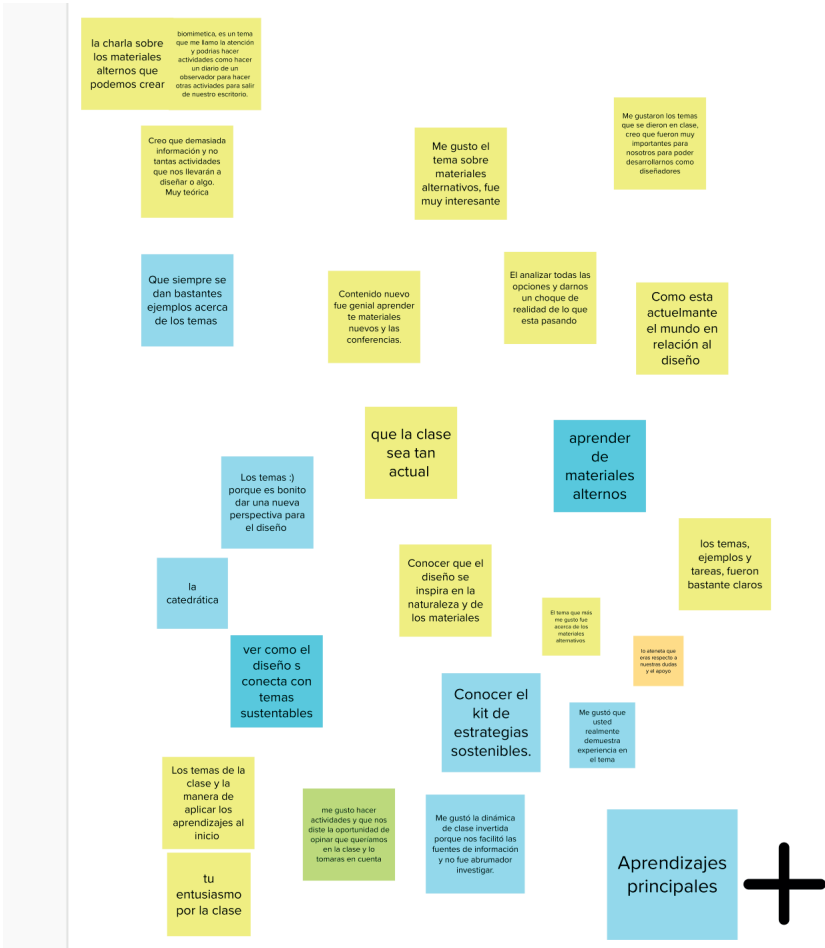 la charla sobre
los materiales
alternos que
podemos crear
biomimetica, es un tema
que me llamo la atención
y podrias hacer
actividades como hacer
un diario de un
observador para hacer
otras activiades para salir
de nuestro escritorio.
Creo que demasiada
información y no
tantas actividades
que nos llevarán a
diseñar o algo.
Muy teórica
Me gusto el
tema sobre
materiales
alternativos, fue
muy interesante
Me gustaron los temas
que se dieron en clase,
creo que fueron muy
importantes para
nosotros para poder
desarrollarnos como
diseñadores
Que siempre se
dan bastantes
ejemplos acerca
de los temas
Contenido nuevo
fue genial aprender
te materiales
nuevos y las
conferencias.
El analizar todas las
opciones y darnos
un choque de
realidad de lo que
esta pasando
Como esta
actuelmante
el mundo en
relación al
diseño
que la clase
sea tan
actual
aprender
de
materiales
alternos
Los temas :)
porque es bonito
dar una nueva
perspectiva para
el diseño
los temas,
ejemplos y
tareas, fueron
bastante claros
la
catedrática
Conocer que el
diseño se
inspira en la
naturaleza y de
los materiales
El tema que más
me gusto fue
acerca de los
materiales
alternativos
lo atenata que
eras respecto a
nuestras dudas
y el apoyo
ver como el
diseño s
conecta con
temas
sustentables
Conocer el
kit de
estrategias
sostenibles.
Me gustó que
usted
realmente
demuestra
experiencia en
el tema
Los temas de la
clase y la
manera de
aplicar los
aprendizajes al
inicio
me gusto hacer
actividades y que nos
diste la oportunidad de
opinar que queríamos
en la clase y lo
tomaras en cuenta
Me gustó la dinámica
de clase invertida
porque nos facilitó las
fuentes de información
y no fue abrumador
investigar.
Aprendizajes
principales
tu
entusiasmo
por la clase